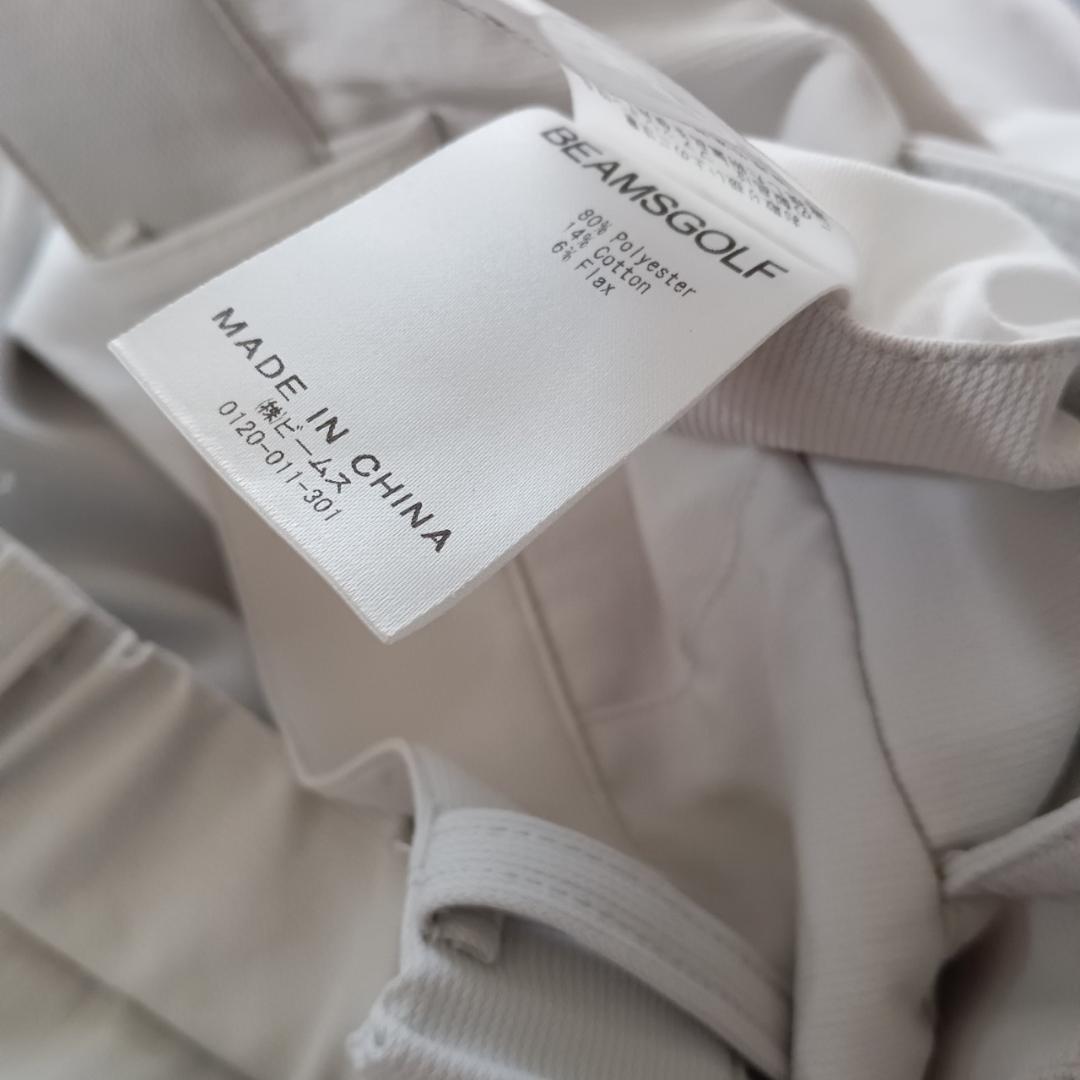 BEAMSGOLF
80% Polyester
14% Cotton
6% Flax
MADE IN CHINA
㈱ビームス
0120-011-301